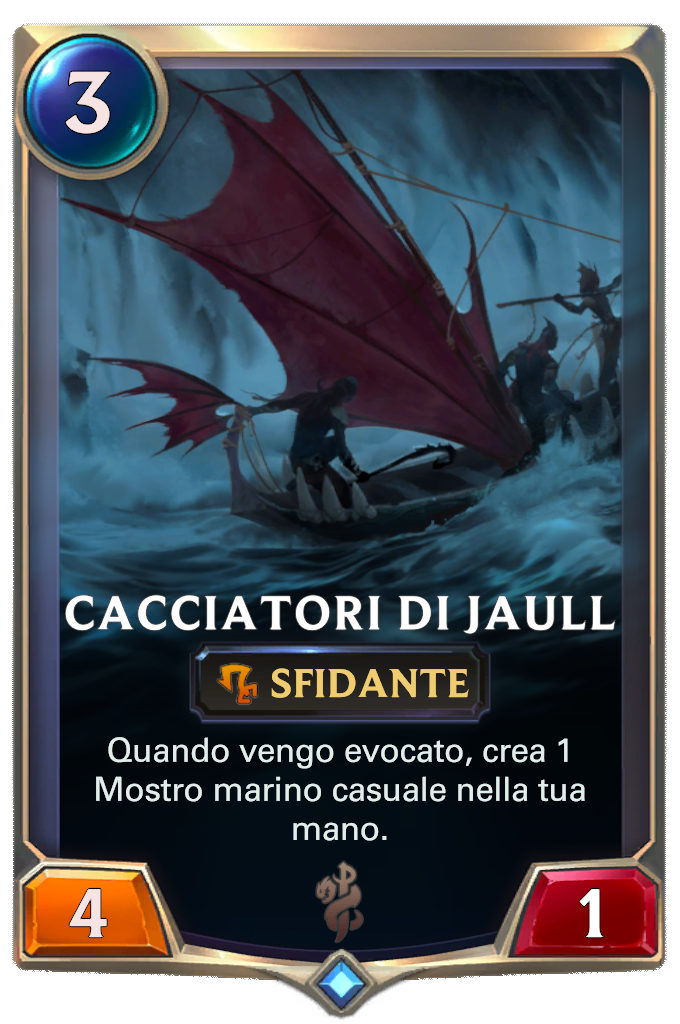 3
CACCIATORI DI JAULL
SFIDANTE
Quando vengo evocato, crea 1
Mostro marino casuale nella tua
mano.
4
1